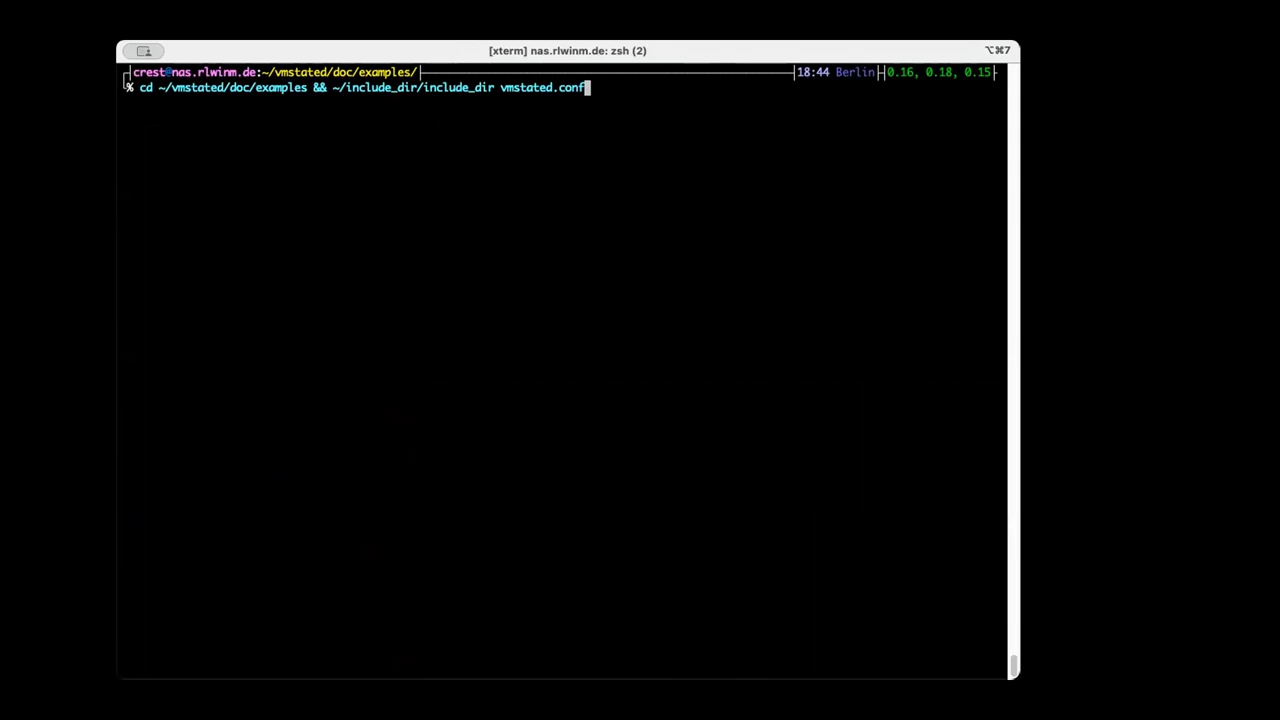 [xterm] nas.rlwinm.de: zsh (2)
⌥⌘7
crest@nas.rlwinm.de:~/vmstated/doc/examples/
18:44 Berlin
0.16, 0.18, 0.15
% cd ~/vmstated/doc/examples && ~/include_dir/include_dir vmstated.conf